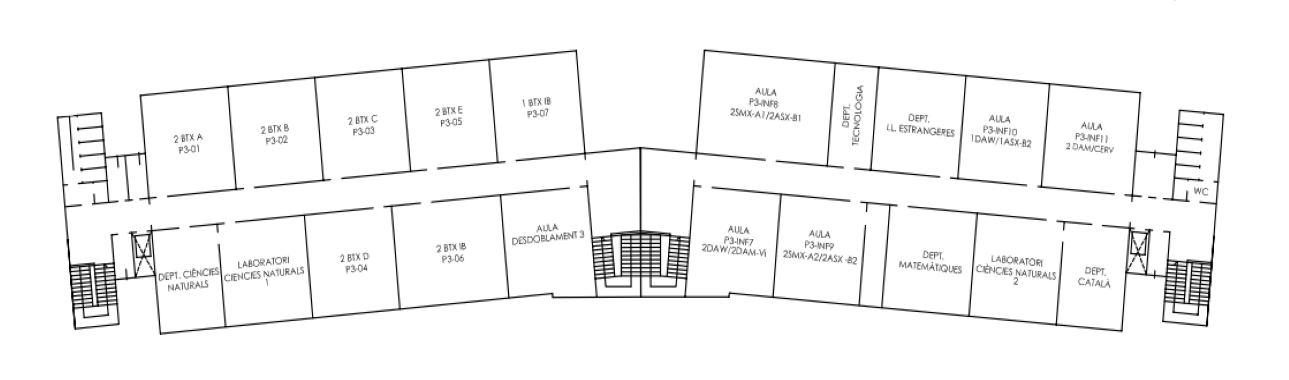 2 BTX A
P3-01
2 BTX B
P3-02
2 BTX C
P3-03
2 BTX E
P3-05
1 BTX IB
P3-07
AULA
P3-INF8
2SMX-A1/2ASX-B1
DEPT.
TECNOLOGIA
DEPT.
LL. ESTRANGERES
AULA
P3-INF10
1DAW/1ASX-B2
AULA
P3-INF11
2 DAM/CERV
WC
DEPT. CIÈNCIES
NATURALS
LABORATORI
CIENCIES NATURALS
1
2 BTX D
P3-04
2 BTX IB
P3-06
AULA
DESDOBLAMENT 3
AULA
P3-INF7
2DAW/2DAM-Vi
AULA
P3-INF9
2SMX-A2/2ASX -B2
DEPT.
MATEMÀTIQUES
LABORATORI
CIÈNCIES NATURALS
2
DEPT.
CATALÀ